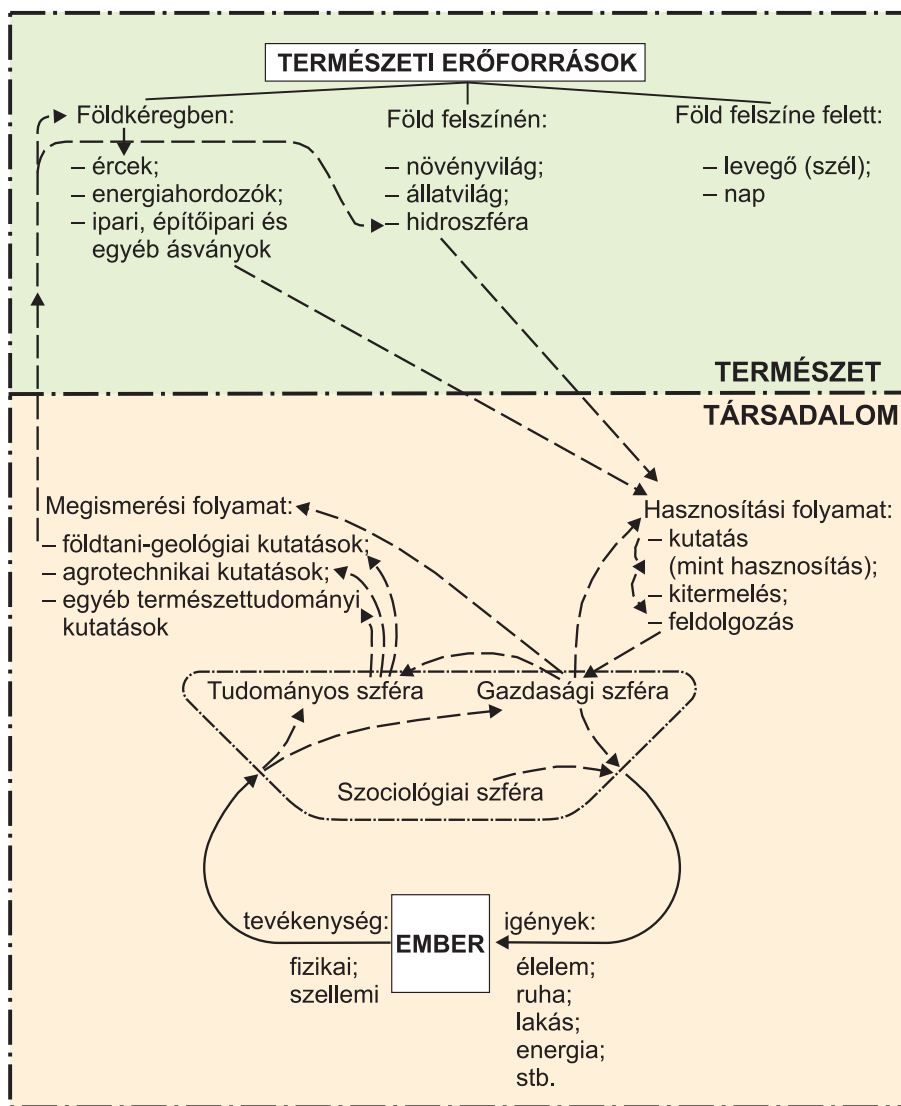 TERMÉSZETI ERŐFORRÁSOK
Földkéregben:
– ércek;
– energiahordozók;
– ipari, építőipari és
egyéb ásványok
Föld felszínén:
– növényvilág;
– állatvilág;
– hidroszféra
Föld felszíne felett:
– levegő (szél);
– nap
TERMÉSZET
TÁRSADALOM
Megismerési folyamat:
– földtani-geológiai kutatások;
– agrotechnikai kutatások;
– egyéb természettudományi
kutatások
Hasznosítási folyamat:
– kutatás
(mint hasznosítás);
– kitermelés;
– feldolgozás
Tudományos szféra
Gazdasági szféra
Szociológiai szféra
tevékenység:
fizikai;
szellemi
EMBER
igények:
élelem;
ruha;
lakás;
energia;
stb.